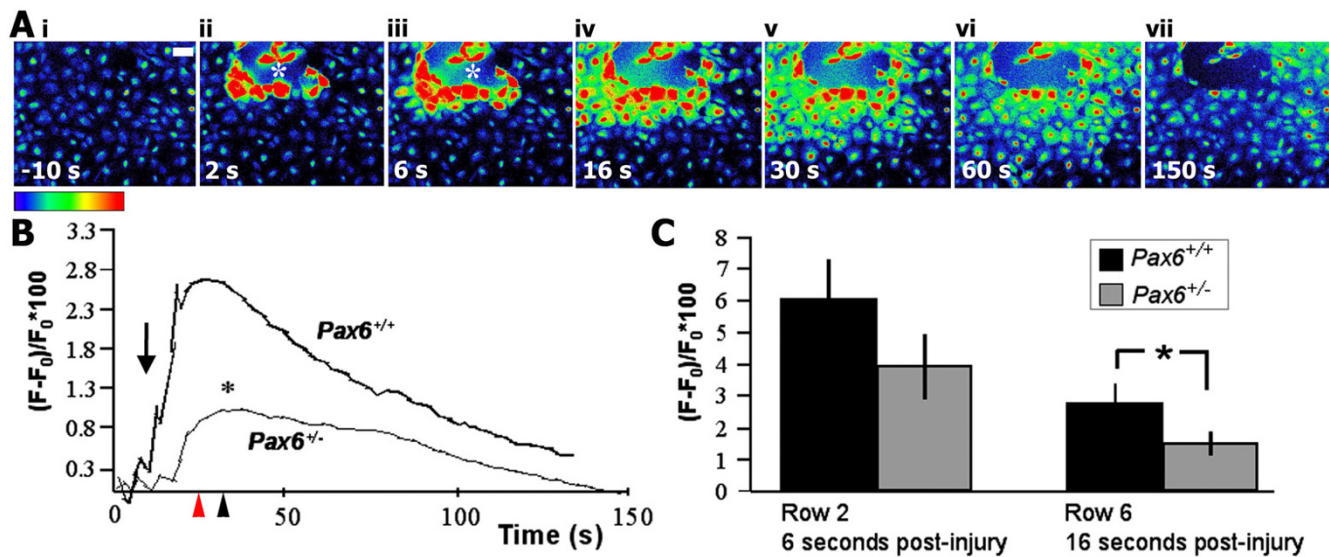 A i ii iii iv v vi vii
* *
-10 s 2 s 6 s 16 s 30 s 60 s 150 s
B
(F-F₀)/F₀*100
3.3
2.8
2.3
1.8
1.3
0.8
0.3
Pax6+/+
*
Pax6+/-
0 50 100 150
Time (s)
C
(F-F₀)/F₀*100
8
7
6
5
4
3
2
1
0
Pax6+/+
Pax6+/-
*
Row 2
6 seconds post-injury
Row 6
16 seconds post-injury